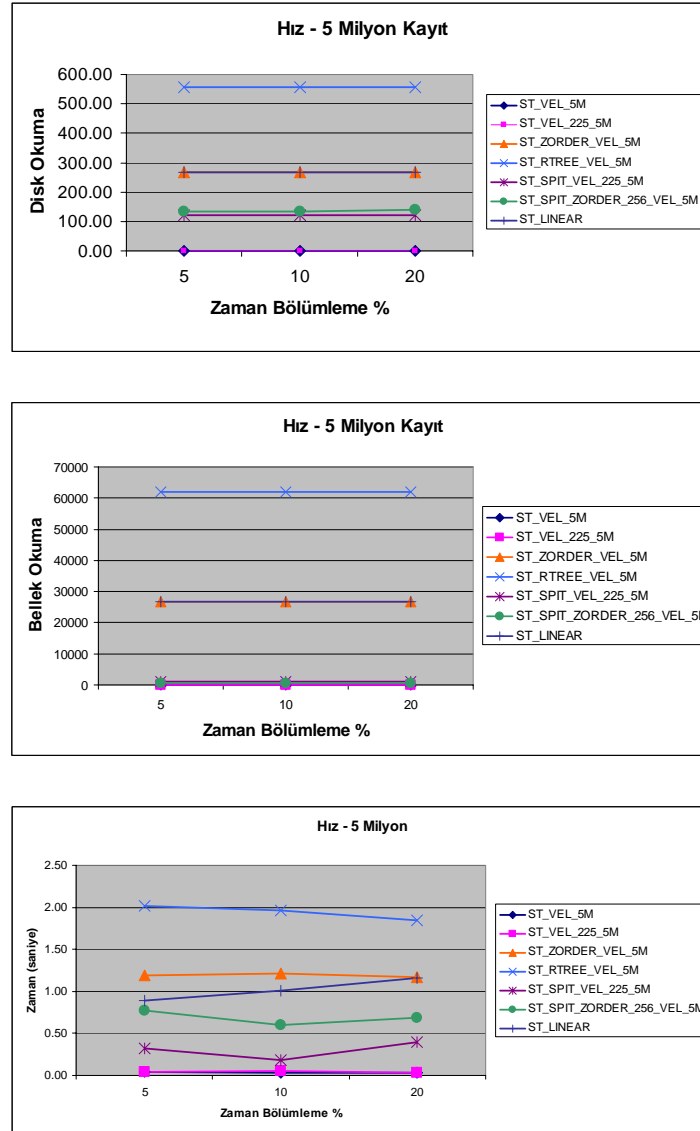 Hız - 5 Milyon Kayıt
600.00
500.00
400.00
300.00
200.00
100.00
0.00
Disk Okuma
5 10 20
Zaman Bölümleme %
ST_VEL_5M
ST_VEL_225_5M
ST_ZORDER_VEL_5M
ST_RTREE_VEL_5M
ST_SPIT_VEL_225_5M
ST_SPIT_ZORDER_256_VEL_5M
ST_LINEAR
Hız - 5 Milyon Kayıt
70000
60000
50000
40000
30000
20000
10000
0
Bellek Okuma
5 10 20
Zaman Bölümleme %
ST_VEL_5M
ST_VEL_225_5M
ST_ZORDER_VEL_5M
ST_RTREE_VEL_5M
ST_SPIT_VEL_225_5M
ST_SPIT_ZORDER_256_VEL_5M
ST_LINEAR
Hız - 5 Milyon
2.50
2.00
1.50
1.00
0.50
0.00
Zaman (saniye)
5 10 20
Zaman Bölümleme %
ST_VEL_5M
ST_VEL_225_5M
ST_ZORDER_VEL_5M
ST_RTREE_VEL_5M
ST_SPIT_VEL_225_5M
ST_SPIT_ZORDER_256_VEL_5M
ST_LINEAR